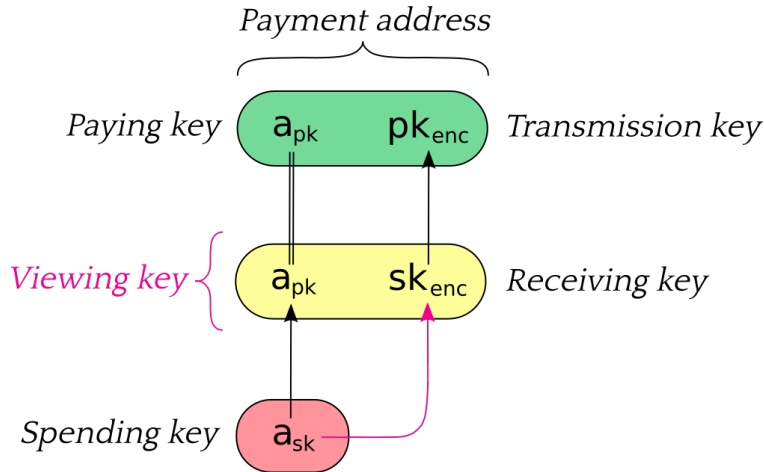 Payment address
Paying key a_pk pk_enc Transmission key
Viewing key a_pk sk_enc Receiving key
Spending key a_sk